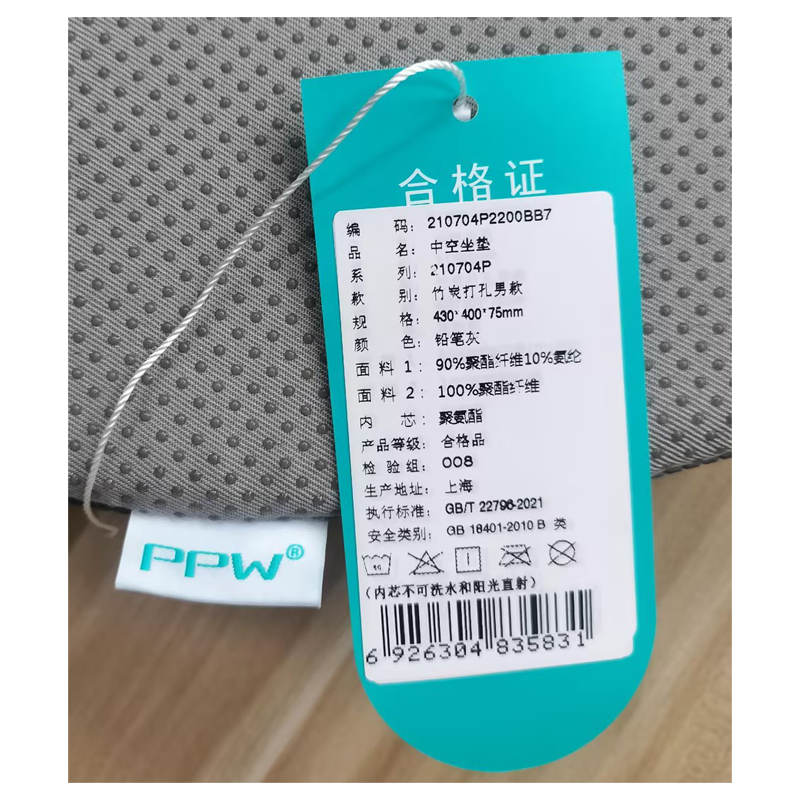 合格证
编 码：210704P2200BB7
品 名：中空坐垫
系 列：210704P
款 别：竹炭打孔男款
规 格：430*400*75mm
颜 色：铅笔灰
面 料 1：90%聚酯纤维10%氨纶
面 料 2：100%聚酯纤维
内 芯：聚氨酯
产品等级：合格品
检 验 组：008
生产地址：上海
执行标准：GB/T 22796-2021
安全类别：GB 18401-2010 B 类
(内芯不可洗水和阳光直射)
6 926304 835831
PPW®